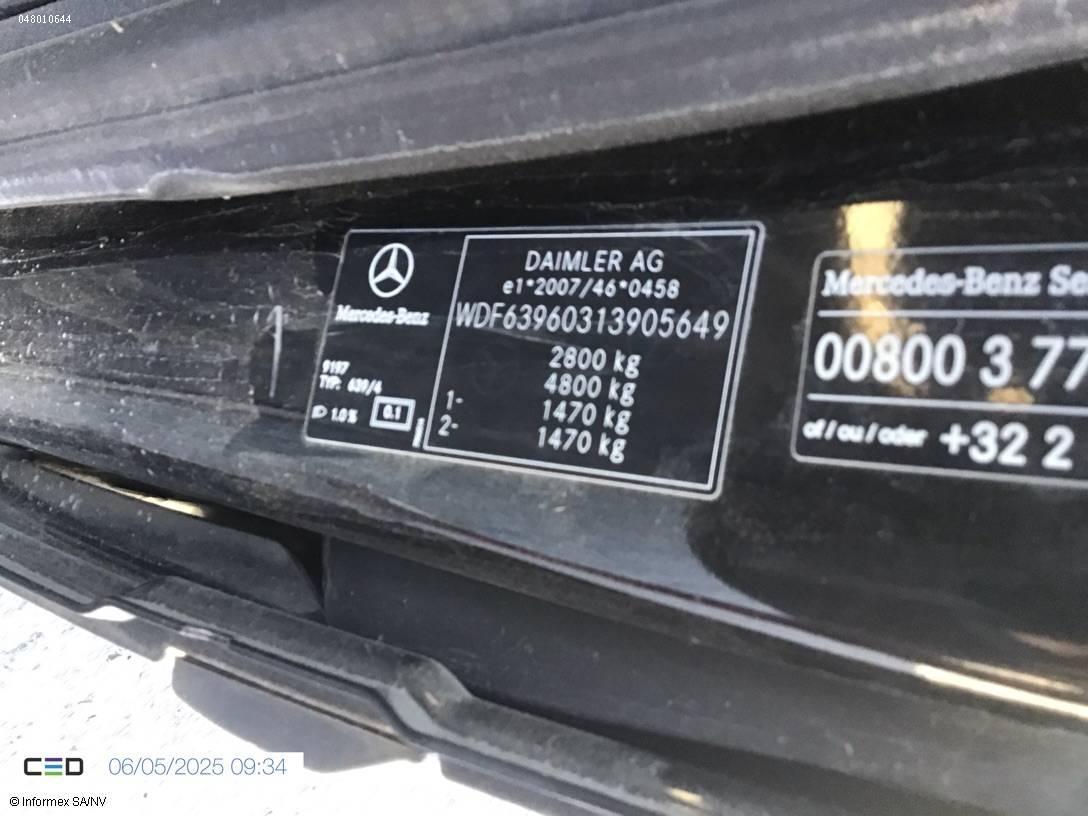 048010644
Mercedes-Benz
9197
TYP: 639/4
1.0%
0.1
DAIMLER AG
e1*2007/46*0458
WDF63960313905649
2800 kg
4800 kg
1- 1470 kg
2- 1470 kg
Mercedes-Benz Se
00800 3 77
of/ou/oder +32 2
CED 06/05/2025 09:34
© Informex SA/NV